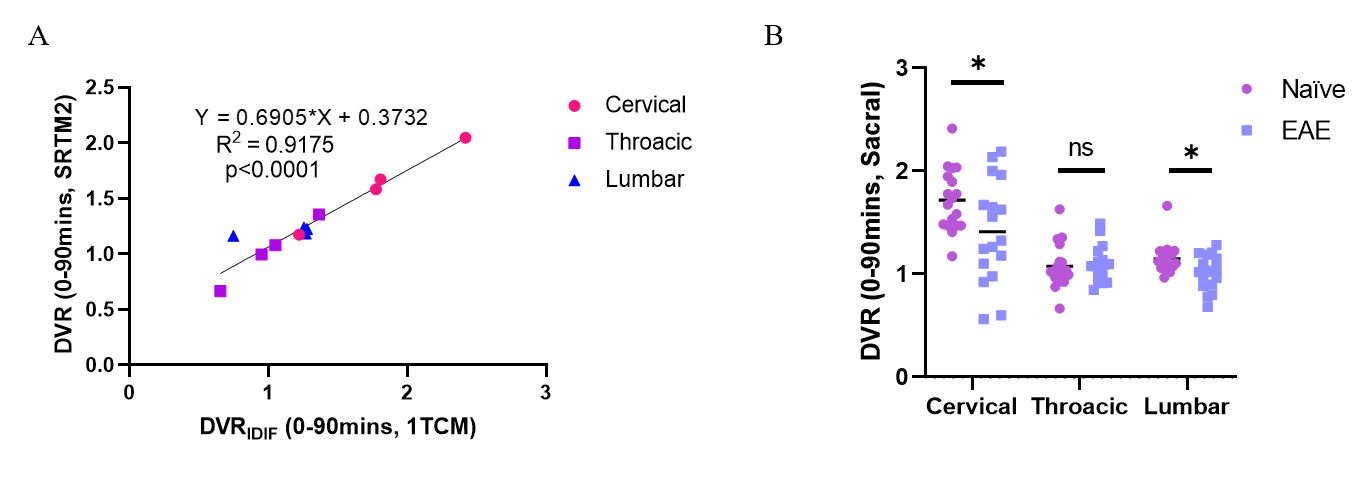 A
2.5
2.0
1.5
1.0
0.5
0.0
DVR (0-90mins, SRTM2)
Y = 0.6905*X + 0.3732
R² = 0.9175
p<0.0001
0 1 2 3
DVR_IDIF (0-90mins, 1TCM)
Cervical
Throacic
Lumbar
B
3
2
1
0
DVR (0-90mins, Sacral)
*
ns
*
Cervical Throacic Lumbar
Naïve
EAE